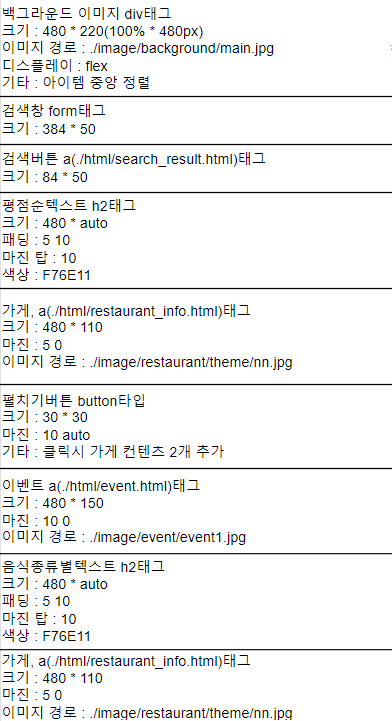 백그라운드 이미지 div태그
크기 : 480 * 220(100% * 480px)
이미지 경로 : ./image/background/main.jpg
디스플레이 : flex
기타 : 아이템 중앙 정렬
검색창 form태그
크기 : 384 * 50
검색버튼 a(./html/search_result.html)태그
크기 : 84 * 50
평점순텍스트 h2태그
크기 : 480 * auto
패딩 : 5 10
마진 탑 : 10
색상 : F76E11
가게, a(./html/restaurant_info.html)태그
크기 : 480 * 110
마진 : 5 0
이미지 경로 : ./image/restaurant/theme/nn.jpg
펼치기버튼 button타입
크기 : 30 * 30
마진 : 10 auto
기타 : 클릭시 가게 컨텐츠 2개 추가
이벤트 a(./html/event.html)태그
크기 : 480 * 150
마진 : 10 0
이미지 경로 : ./image/event/event1.jpg
음식종류별텍스트 h2태그
크기 : 480 * auto
패딩 : 5 10
마진 탑 : 10
색상 : F76E11
가게, a(./html/restaurant_info.html)태그
크기 : 480 * 110
마진 : 5 0
이미지 경로 : ./image/restaurant/theme/nn.jpg